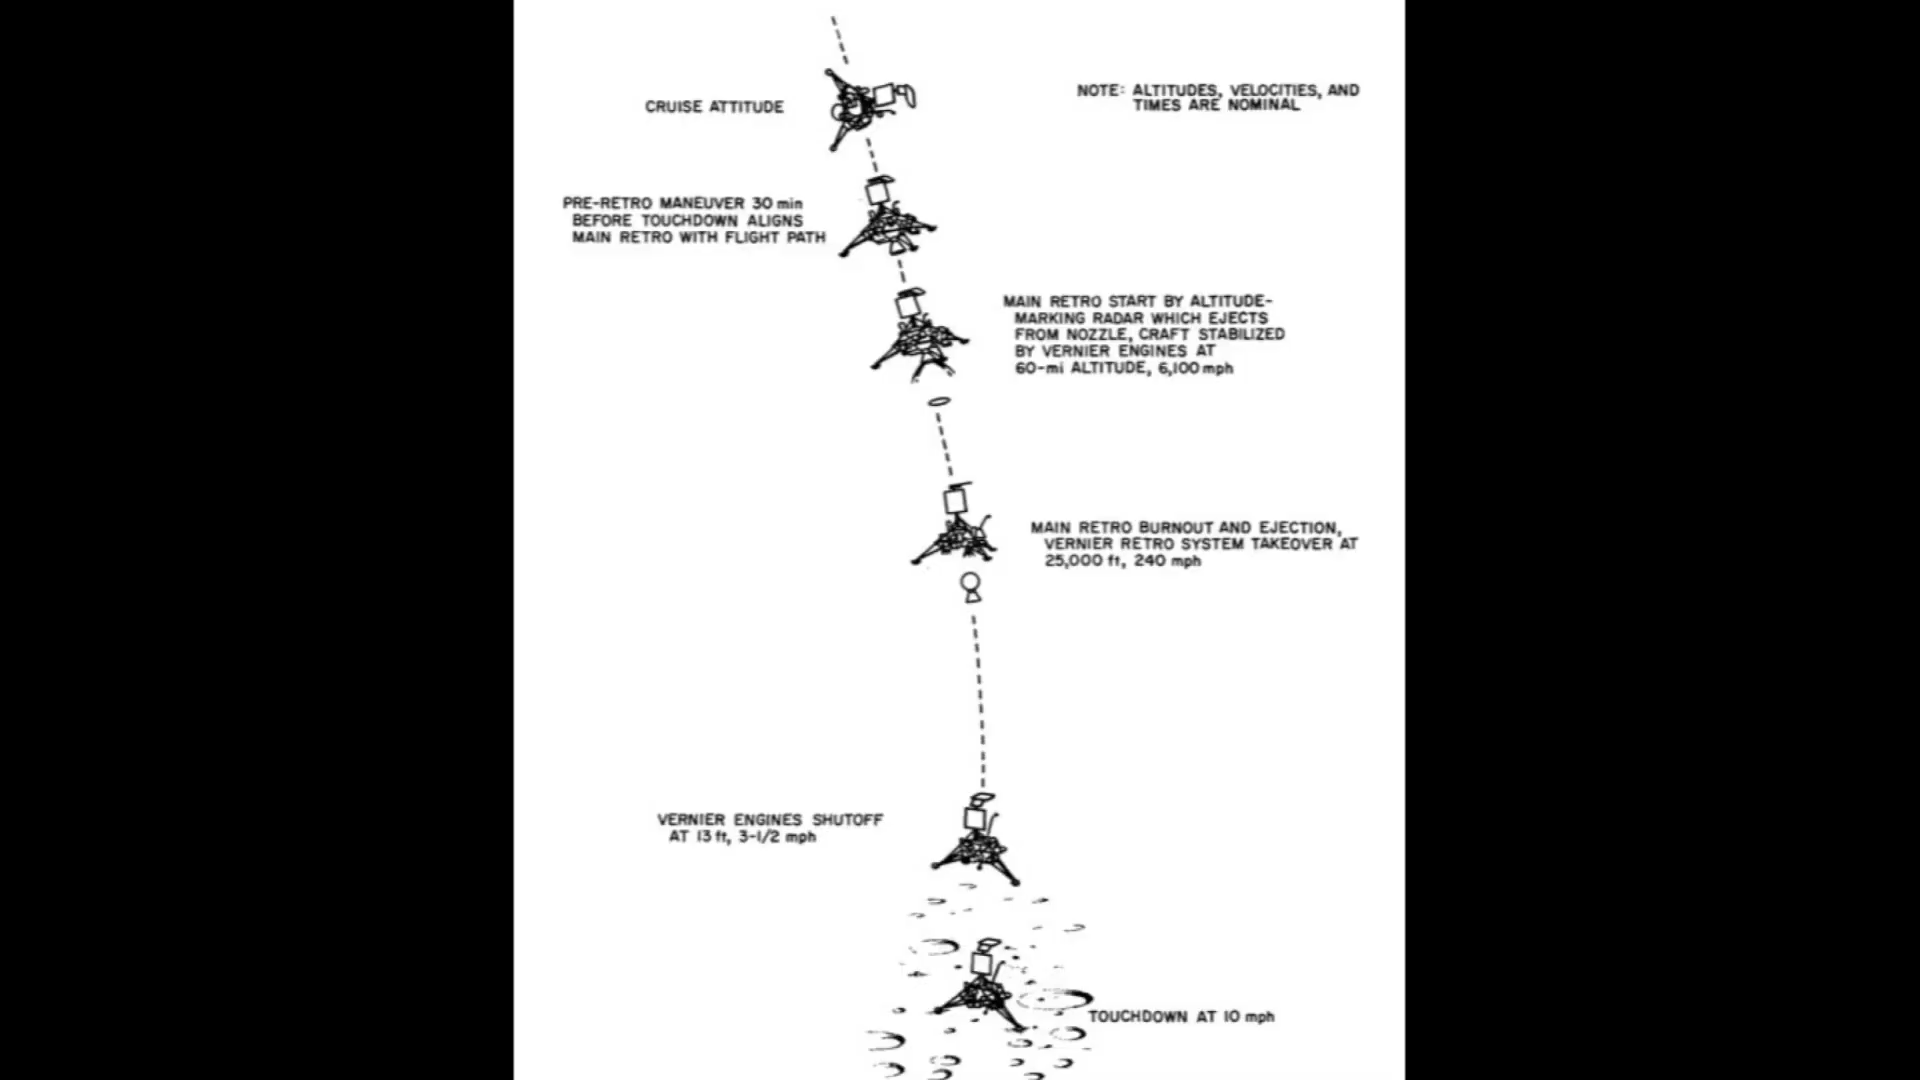 CRUISE ATTITUDE
NOTE: ALTITUDES, VELOCITIES, AND
TIMES ARE NOMINAL
PRE-RETRO MANEUVER 30 min
BEFORE TOUCHDOWN ALIGNS
MAIN RETRO WITH FLIGHT PATH
MAIN RETRO START BY ALTITUDE-
MARKING RADAR WHICH EJECTS
FROM NOZZLE, CRAFT STABILIZED
BY VERNIER ENGINES AT
60-mi ALTITUDE, 6,100 mph
MAIN RETRO BURNOUT AND EJECTION,
VERNIER RETRO SYSTEM TAKEOVER AT
25,000 ft, 240 mph
VERNIER ENGINES SHUTOFF
AT 13 ft, 3-1/2 mph
TOUCHDOWN AT 10 mph